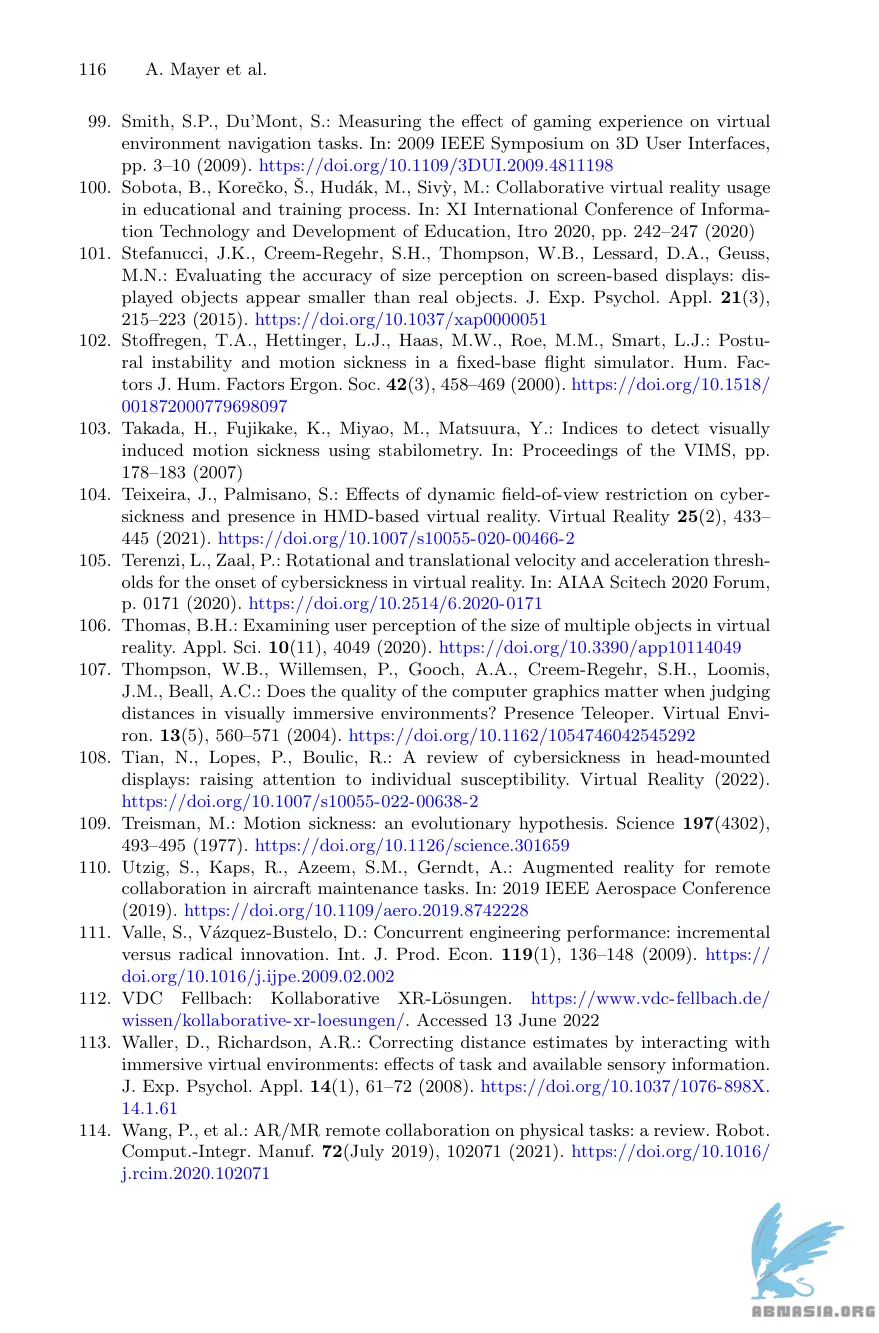 116 A. Mayer et al.
99. Smith, S.P., Du'Mont, S.: Measuring the effect of gaming experience on virtual
environment navigation tasks. In: 2009 IEEE Symposium on 3D User Interfaces,
pp. 3–10 (2009). https://doi.org/10.1109/3DUI.2009.4811198
100. Sobota, B., Korečko, Š., Hudák, M., Sivỳ, M.: Collaborative virtual reality usage
in educational and training process. In: XI International Conference of Informa-
tion Technology and Development of Education, Itro 2020, pp. 242–247 (2020)
101. Stefanucci, J.K., Creem-Regehr, S.H., Thompson, W.B., Lessard, D.A., Geuss,
M.N.: Evaluating the accuracy of size perception on screen-based displays: dis-
played objects appear smaller than real objects. J. Exp. Psychol. Appl. 21(3),
215–223 (2015). https://doi.org/10.1037/xap0000051
102. Stoffregen, T.A., Hettinger, L.J., Haas, M.W., Roe, M.M., Smart, L.J.: Postu-
ral instability and motion sickness in a fixed-base flight simulator. Hum. Fac-
tors J. Hum. Factors Ergon. Soc. 42(3), 458–469 (2000). https://doi.org/10.1518/
001872000779698097
103. Takada, H., Fujikake, K., Miyao, M., Matsuura, Y.: Indices to detect visually
induced motion sickness using stabilometry. In: Proceedings of the VIMS, pp.
178–183 (2007)
104. Teixeira, J., Palmisano, S.: Effects of dynamic field-of-view restriction on cyber-
sickness and presence in HMD-based virtual reality. Virtual Reality 25(2), 433–
445 (2021). https://doi.org/10.1007/s10055-020-00466-2
105. Terenzi, L., Zaal, P.: Rotational and translational velocity and acceleration thresh-
olds for the onset of cybersickness in virtual reality. In: AIAA Scitech 2020 Forum,
p. 0171 (2020). https://doi.org/10.2514/6.2020-0171
106. Thomas, B.H.: Examining user perception of the size of multiple objects in virtual
reality. Appl. Sci. 10(11), 4049 (2020). https://doi.org/10.3390/app10114049
107. Thompson, W.B., Willemsen, P., Gooch, A.A., Creem-Regehr, S.H., Loomis,
J.M., Beall, A.C.: Does the quality of the computer graphics matter when judging
distances in visually immersive environments? Presence Teleoper. Virtual Envi-
ron. 13(5), 560–571 (2004). https://doi.org/10.1162/1054746042545292
108. Tian, N., Lopes, P., Boulic, R.: A review of cybersickness in head-mounted
displays: raising attention to individual susceptibility. Virtual Reality (2022).
https://doi.org/10.1007/s10055-022-00638-2
109. Treisman, M.: Motion sickness: an evolutionary hypothesis. Science 197(4302),
493–495 (1977). https://doi.org/10.1126/science.301659
110. Utzig, S., Kaps, R., Azeem, S.M., Gerndt, A.: Augmented reality for remote
collaboration in aircraft maintenance tasks. In: 2019 IEEE Aerospace Conference
(2019). https://doi.org/10.1109/aero.2019.8742228
111. Valle, S., Vázquez-Bustelo, D.: Concurrent engineering performance: incremental
versus radical innovation. Int. J. Prod. Econ. 119(1), 136–148 (2009). https://
doi.org/10.1016/j.ijpe.2009.02.002
112. VDC Fellbach: Kollaborative XR-Lösungen. https://www.vdc-fellbach.de/
wissen/kollaborative-xr-loesungen/. Accessed 13 June 2022
113. Waller, D., Richardson, A.R.: Correcting distance estimates by interacting with
immersive virtual environments: effects of task and available sensory information.
J. Exp. Psychol. Appl. 14(1), 61–72 (2008). https://doi.org/10.1037/1076-898X.
14.1.61
114. Wang, P., et al.: AR/MR remote collaboration on physical tasks: a review. Robot.
Comput.-Integr. Manuf. 72(July 2019), 102071 (2021). https://doi.org/10.1016/
j.rcim.2020.102071
ABNASIA.ORG